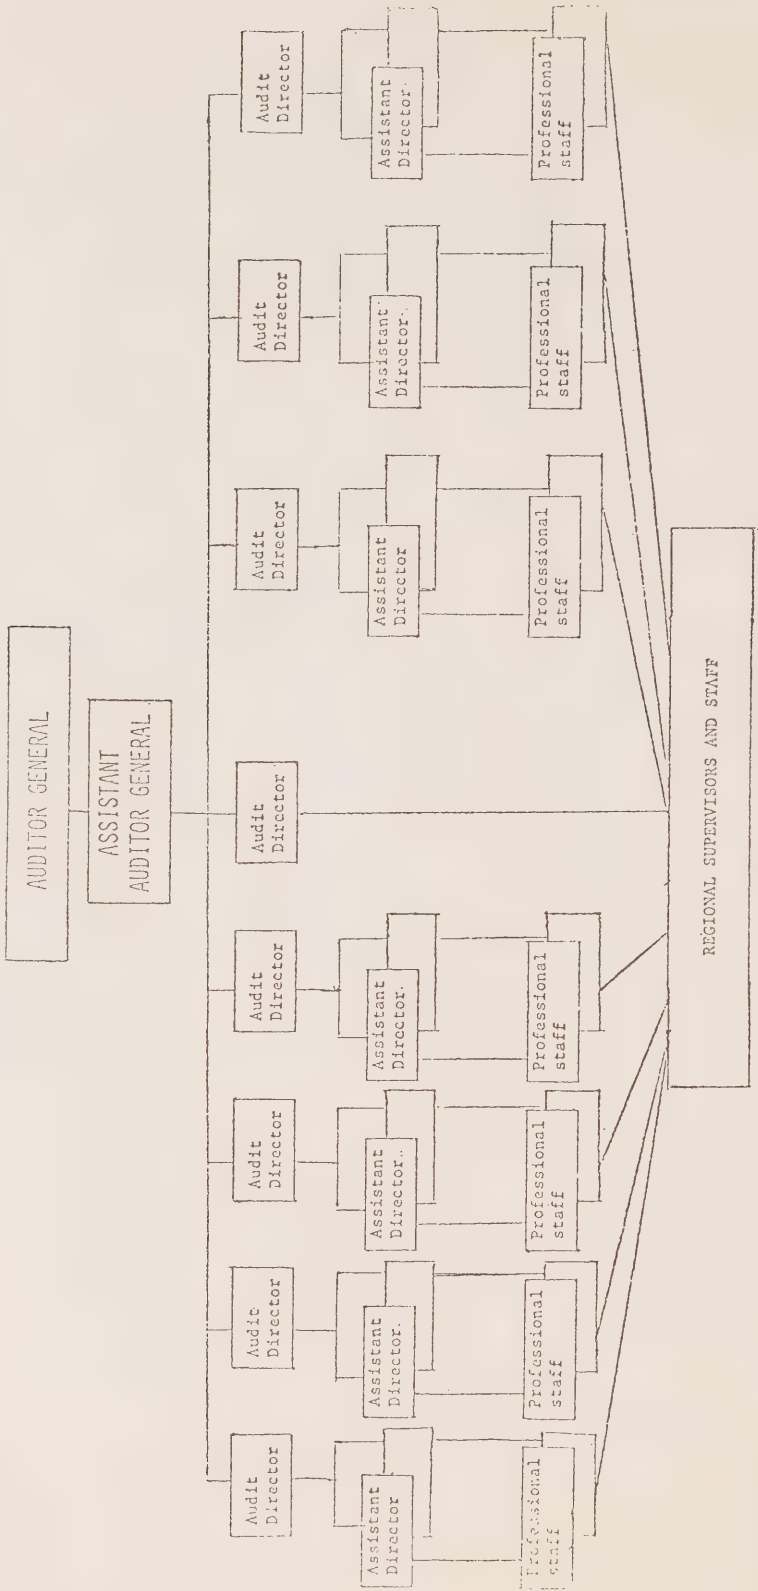 AUDITOR GENERAL
ASSISTANT
AUDITOR GENERAL
Audit
Director
Audit
Director
Audit
Director
Audit
Director
Audit
Director
Audit
Director
Audit
Director
Audit
Director
Assistant
Director
Assistant
Director.
Assistant
Director..
Assistant
Director.
Assistant
Director
Assistant
Director..
Assistant
Director.
Professional
staff
Professional
staff
Professional
staff
Professional
staff
Professional
staff
Professional
staff
Professional
staff
REGIONAL SUPERVISORS AND STAFF